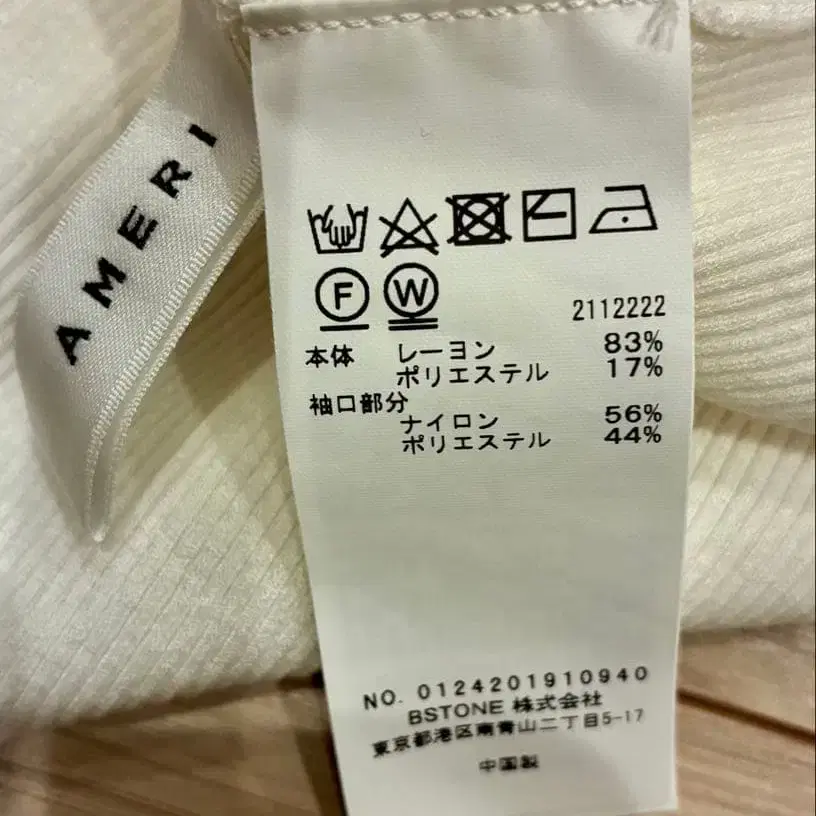 AMERI
F W
2112222
本体 レーヨン 83%
ポリエステル 17%
袖口部分
ナイロン 56%
ポリエステル 44%
NO. 0124201910940
BSTONE 株式会社
東京都港区南青山二丁目5-17
中国製